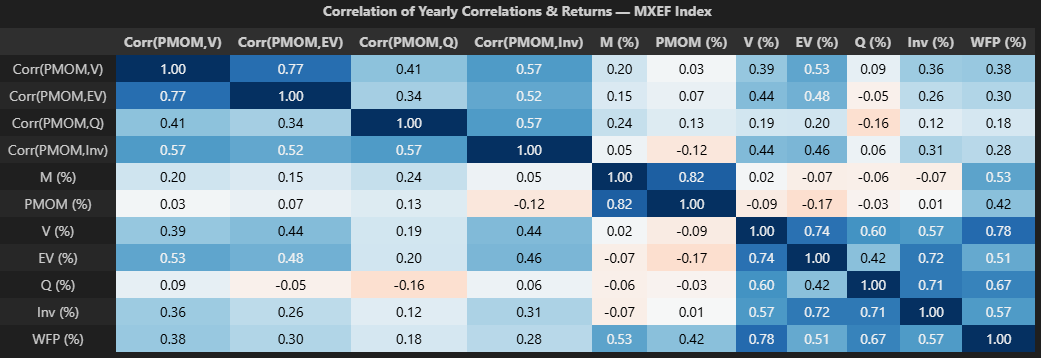 Correlation of Yearly Correlations & Returns — MXEF Index
Corr(PMOM,V) Corr(PMOM,EV) Corr(PMOM,Q) Corr(PMOM,Inv) M (%) PMOM (%) V (%) EV (%) Q (%) Inv (%) WFP (%)
Corr(PMOM,V) 1.00 0.77 0.41 0.57 0.20 0.03 0.39 0.53 0.09 0.36 0.38
Corr(PMOM,EV) 0.77 1.00 0.34 0.52 0.15 0.07 0.44 0.48 -0.05 0.26 0.30
Corr(PMOM,Q) 0.41 0.34 1.00 0.57 0.24 0.13 0.19 0.20 -0.16 0.12 0.18
Corr(PMOM,Inv) 0.57 0.52 0.57 1.00 0.05 -0.12 0.44 0.46 0.06 0.31 0.28
M (%) 0.20 0.15 0.24 0.05 1.00 0.82 0.02 -0.07 -0.06 -0.07 0.53
PMOM (%) 0.03 0.07 0.13 -0.12 0.82 1.00 -0.09 -0.17 -0.03 0.01 0.42
V (%) 0.39 0.44 0.19 0.44 0.02 -0.09 1.00 0.74 0.60 0.57 0.78
EV (%) 0.53 0.48 0.20 0.46 -0.07 -0.17 0.74 1.00 0.42 0.72 0.51
Q (%) 0.09 -0.05 -0.16 0.06 -0.06 -0.03 0.60 0.42 1.00 0.71 0.67
Inv (%) 0.36 0.26 0.12 0.31 -0.07 0.01 0.57 0.72 0.71 1.00 0.57
WFP (%) 0.38 0.30 0.18 0.28 0.53 0.42 0.78 0.51 0.67 0.57 1.00